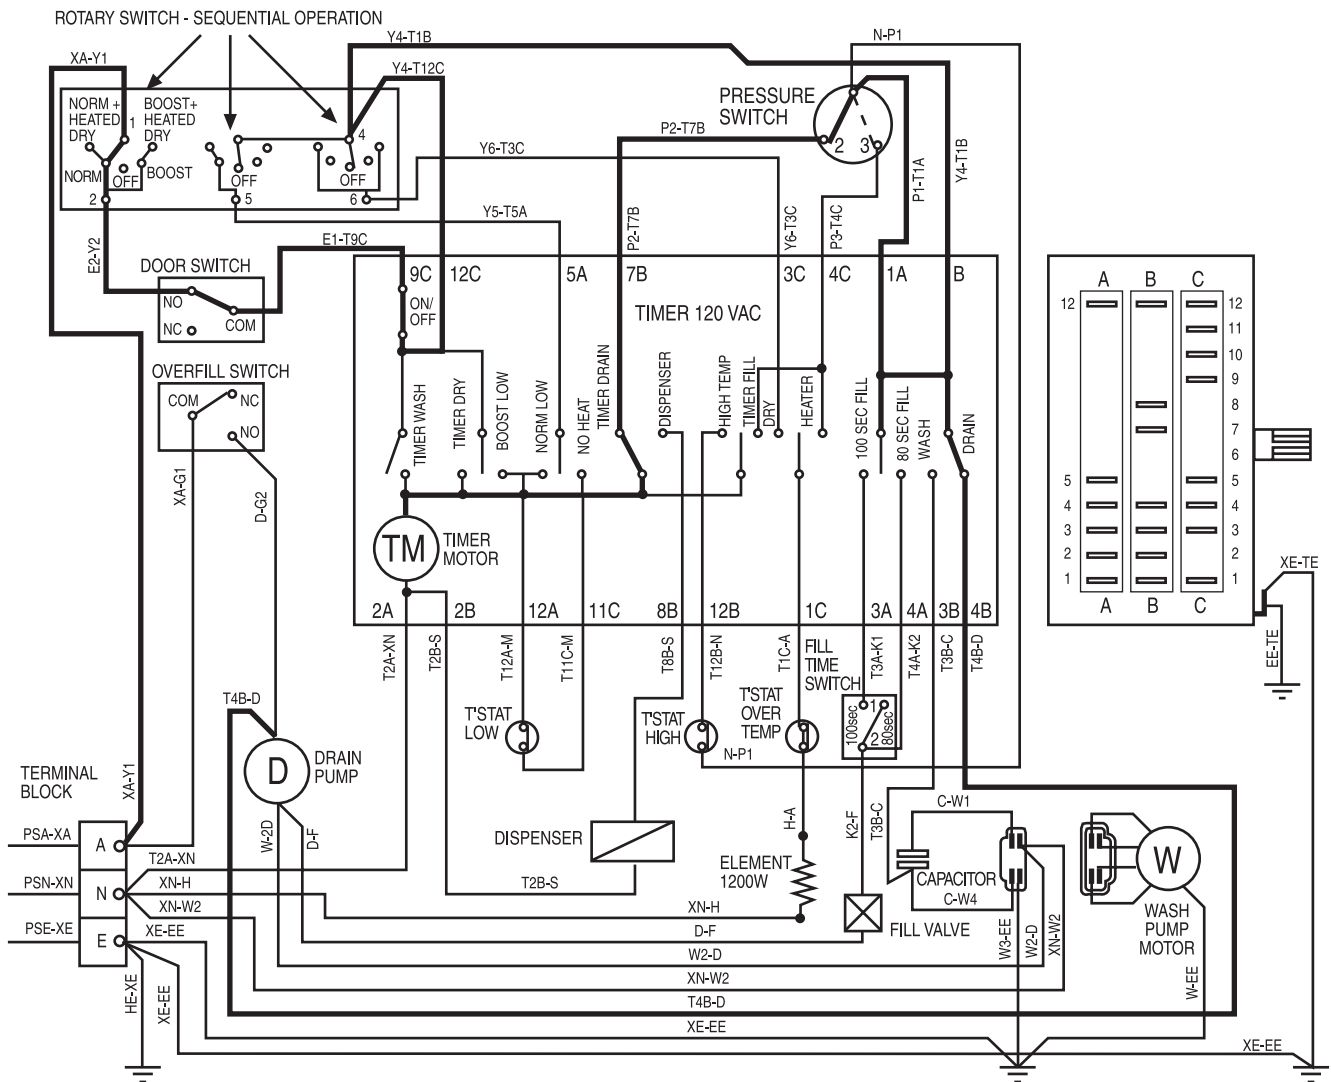 ROTARY SWITCH - SEQUENTIAL OPERATION
XA-Y1
Y4-T1B
Y4-T12C
N-P1
NORM +
HEATED
DRY
BOOST+
HEATED
DRY
1
NORM
OFF
BOOST
2
OFF
5
4
OFF
6
PRESSURE
SWITCH
2
3
P2-T7B
Y6-T3C
Y5-T5A
E1-T9C
E2-Y2
P2-T7B
Y6-T3C
P3-T4C
P1-T1A
Y4-T1B
DOOR SWITCH
NO
NC
COM
OVERFILL SWITCH
COM
NC
NO
XA-G1
D-G2
9C
12C
5A
7B
3C
4C
1A
B
ON/
OFF
TIMER 120 VAC
TIMER WASH
TIMER DRY
BOOST LOW
NORM LOW
NO HEAT
TIMER DRAIN
DISPENSER
HIGH TEMP
TIMER FILL
DRY
HEATER
100 SEC FILL
80 SEC FILL
WASH
DRAIN
TM
TIMER
MOTOR
2A
2B
12A
11C
8B
12B
1C
3A
4A
3B
4B
T2A-XN
T2B-S
T12A-M
T11C-M
T8B-S
T12B-N
T1C-A
T3A-K1
T4A-K2
T3B-C
T4B-D
A
B
C
12
12
11
10
9
8
7
6
5
5
4
4
3
3
2
2
1
1
A
B
C
XE-TE
EE-TE
FILL
TIME
SWITCH
100sec
1
2
80sec
T'STAT
LOW
T'STAT
HIGH
T'STAT
OVER
TEMP
N-P1
T4B-D
D
DRAIN
PUMP
TERMINAL
BLOCK
XA-Y1
PSA-XA
A
PSN-XN
N
PSE-XE
E
T2A-XN
XN-H
XN-W2
XE-EE
W-2D
D-F
DISPENSER
T2B-S
H-A
ELEMENT
1200W
K2-F
T3B-C
C-W1
CAPACITOR
C-W4
FILL VALVE
W
WASH
PUMP
MOTOR
W3-EE
W2-D
XN-W2
W-EE
XN-H
D-F
W2-D
XN-W2
T4B-D
XE-EE
HE-XE
XE-EE
XE-EE